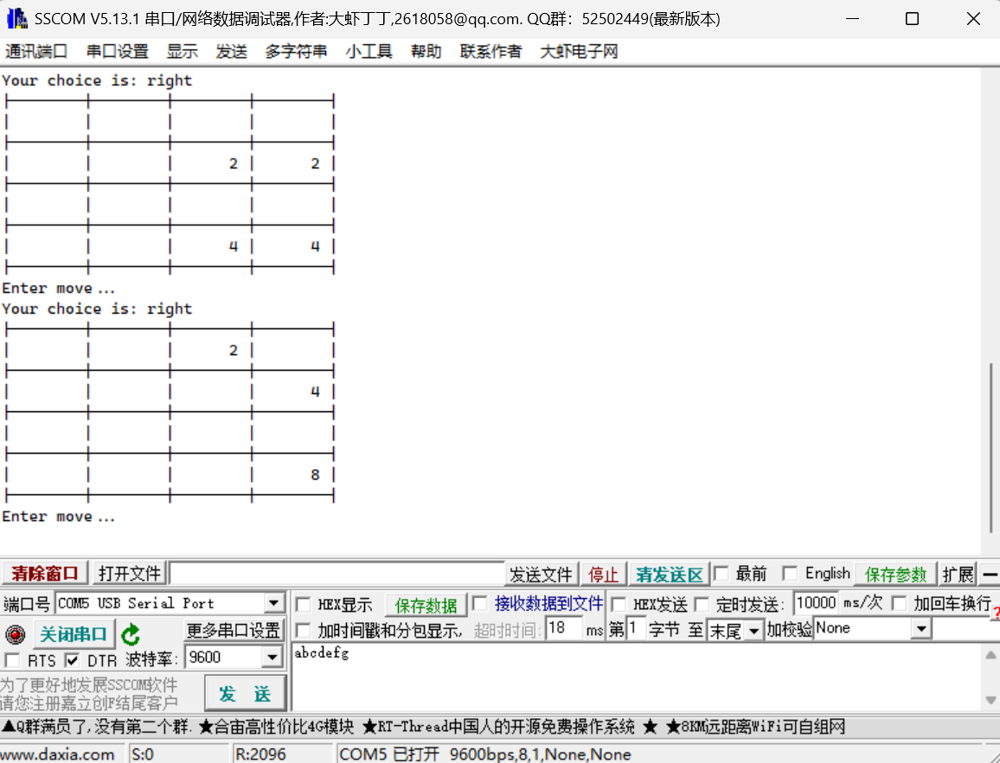 SSCOM V5.13.1 串口/网络数据调试器,作者:大虾丁丁,2618058@qq.com. QQ群: 52502449(最新版本)
通讯端口 串口设置 显示 发送 多字符串 小工具 帮助 联系作者 大虾电子网
Your choice is: right
2 2
4 4
Enter move...
Your choice is: right
2
4
8
Enter move...
清除窗口 打开文件 发送文件 停止 清发送区 最前 English 保存参数 扩展 —
端口号 COM5 USB Serial Port HEX显示 保存数据 接收数据到文件 HEX发送 定时发送: 10000 ms/次 加回车换行
关闭串口 更多串口设置 加时间戳和分包显示, 超时时间: 18 ms 第1 字节 至 末尾 加校验 None ?
RTS DTR 波特率: 9600 abcdefg
为了更好地发展SSCOM软件
请您注册嘉立创F结尾客户
发 送
▲Q群满员了,没有第二个群. ★合宙高性价比4G模块 ★RT-Thread中国人的开源免费操作系统 ★ ★8KM远距离WiFi可自组网
www.daxia.com S:0 R:2096 COM5 已打开 9600bps,8,1,None,None